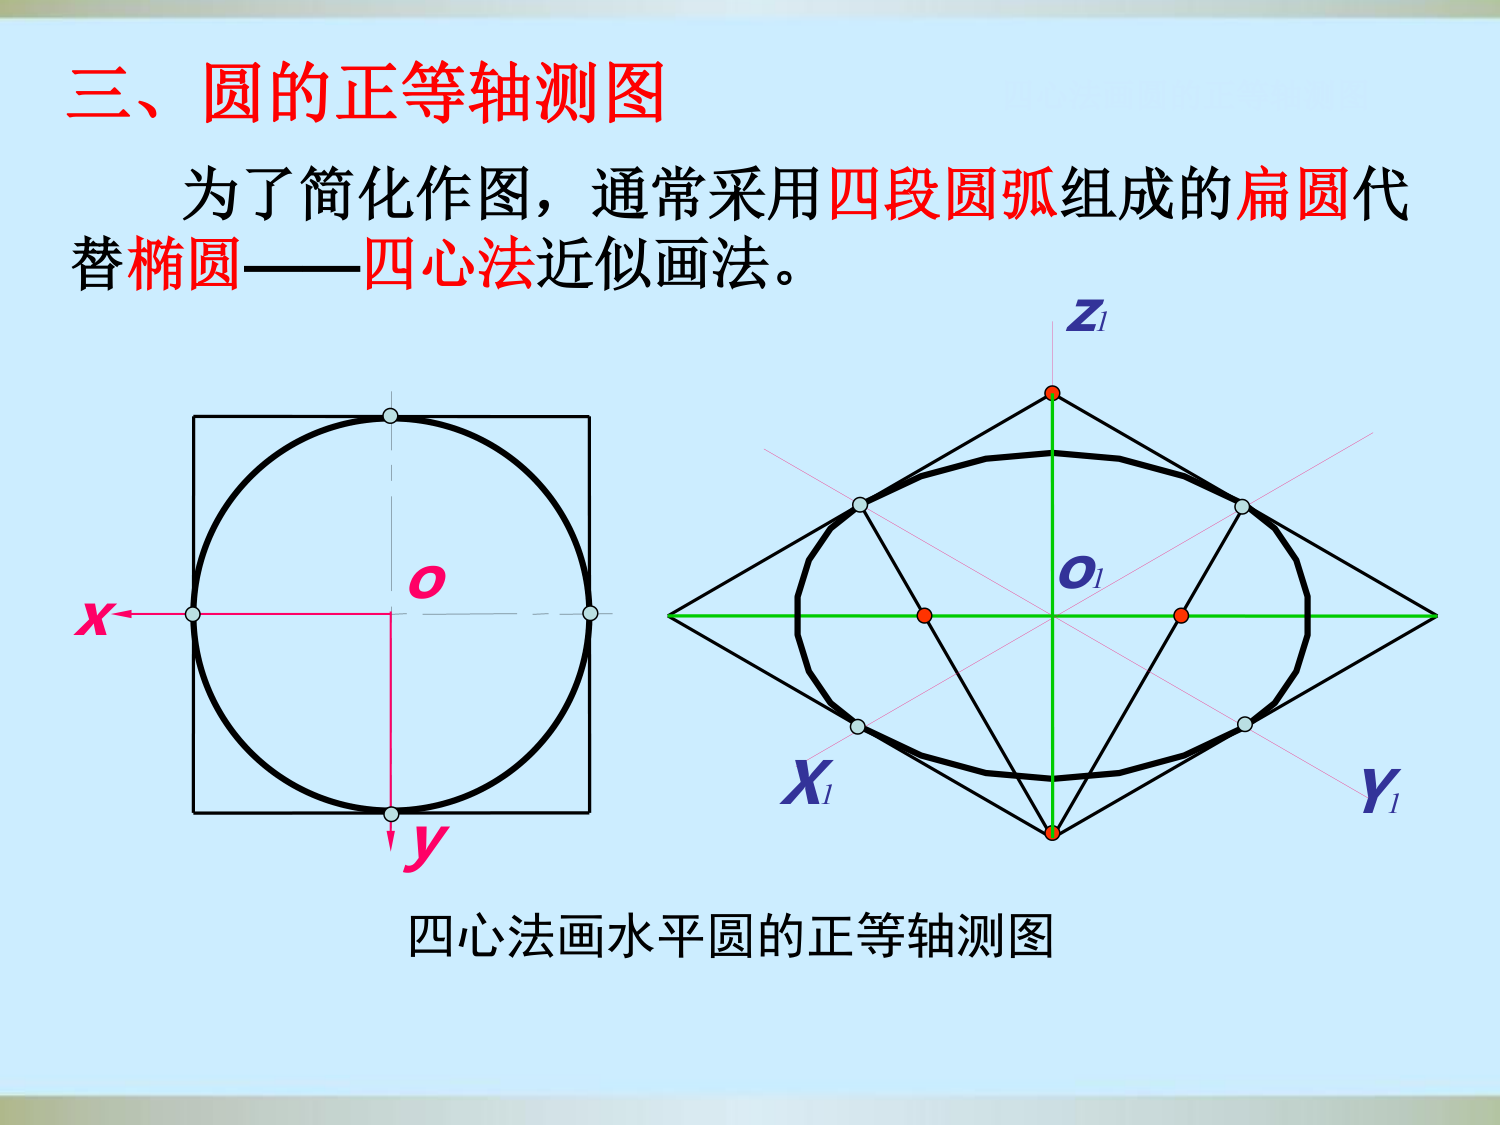 三、圆的正等轴测图
为了简化作图，通常采用四段圆弧组成的扁圆代
替椭圆——四心法近似画法。
z1
o
o1
x
X1
Y1
y
四心法画水平圆的正等轴测图